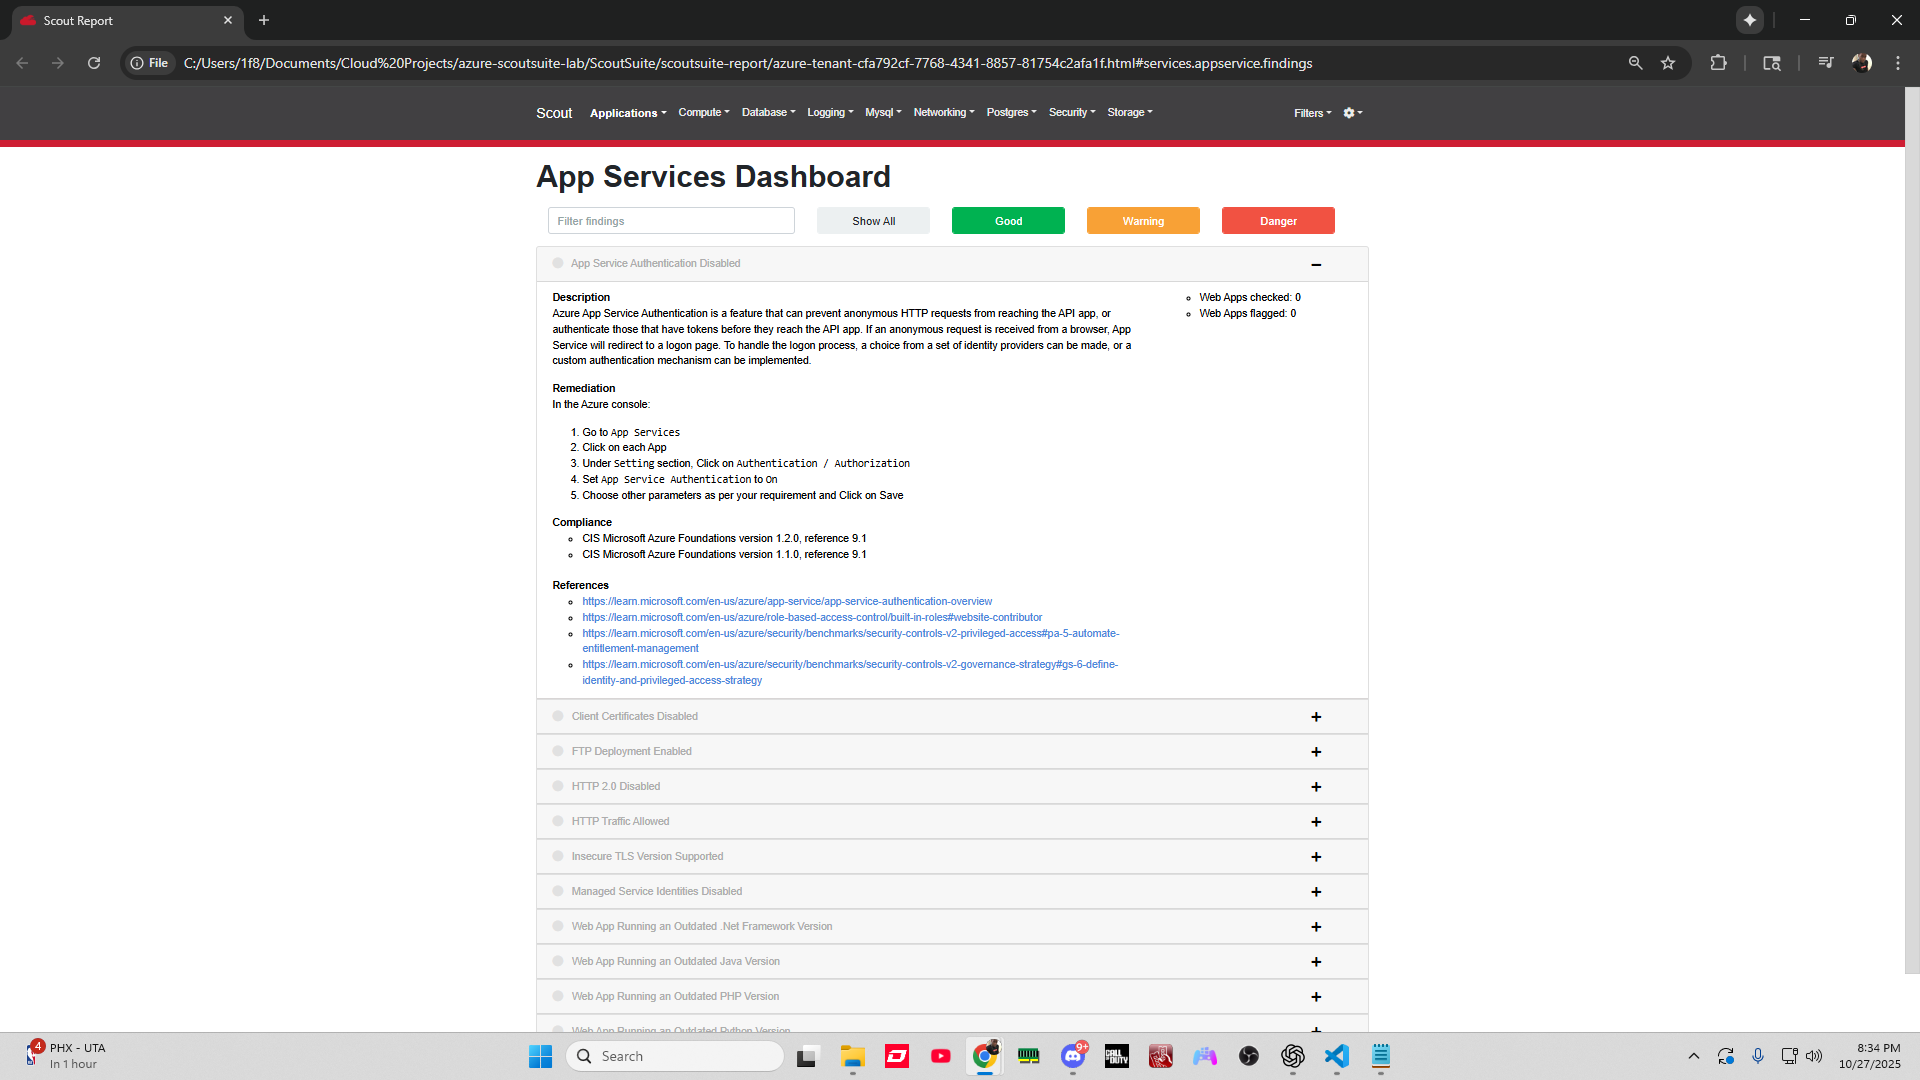 Scout Report
File
C:/Users/1f8/Documents/Cloud%20Projects/azure-scoutsuite-lab/ScoutSuite/scoutsuite-report/azure-tenant-cfa792cf-7768-4341-8857-81754c2afa1f.html#services.appservice.findings
Scout Applications Compute Database Logging Mysql Networking Postgres Security Storage Filters
App Services Dashboard
Filter findings Show All Good Warning Danger
App Service Authentication Disabled
Description
Azure App Service Authentication is a feature that can prevent anonymous HTTP requests from reaching the API app, or
authenticate those that have tokens before they reach the API app. If an anonymous request is received from a browser, App
Service will redirect to a logon page. To handle the logon process, a choice from a set of identity providers can be made, or a
custom authentication mechanism can be implemented.
Web Apps checked: 0
Web Apps flagged: 0
Remediation
In the Azure console:
1. Go to App Services
2. Click on each App
3. Under Setting section, Click on Authentication / Authorization
4. Set App Service Authentication to On
5. Choose other parameters as per your requirement and Click on Save
Compliance
CIS Microsoft Azure Foundations version 1.2.0, reference 9.1
CIS Microsoft Azure Foundations version 1.1.0, reference 9.1
References
https://learn.microsoft.com/en-us/azure/app-service/app-service-authentication-overview
https://learn.microsoft.com/en-us/azure/role-based-access-control/built-in-roles#website-contributor
https://learn.microsoft.com/en-us/azure/security/benchmarks/security-controls-v2-privileged-access#pa-5-automate-
entitlement-management
https://learn.microsoft.com/en-us/azure/security/benchmarks/security-controls-v2-governance-strategy#gs-6-define-
identity-and-privileged-access-strategy
Client Certificates Disabled
FTP Deployment Enabled
HTTP 2.0 Disabled
HTTP Traffic Allowed
Insecure TLS Version Supported
Managed Service Identities Disabled
Web App Running an Outdated .Net Framework Version
Web App Running an Outdated Java Version
Web App Running an Outdated PHP Version
Web App Running an Outdated Python Version
4
PHX - UTA
In 1 hour
Search
9+
CALL OF DUTY
8:34 PM
10/27/2025